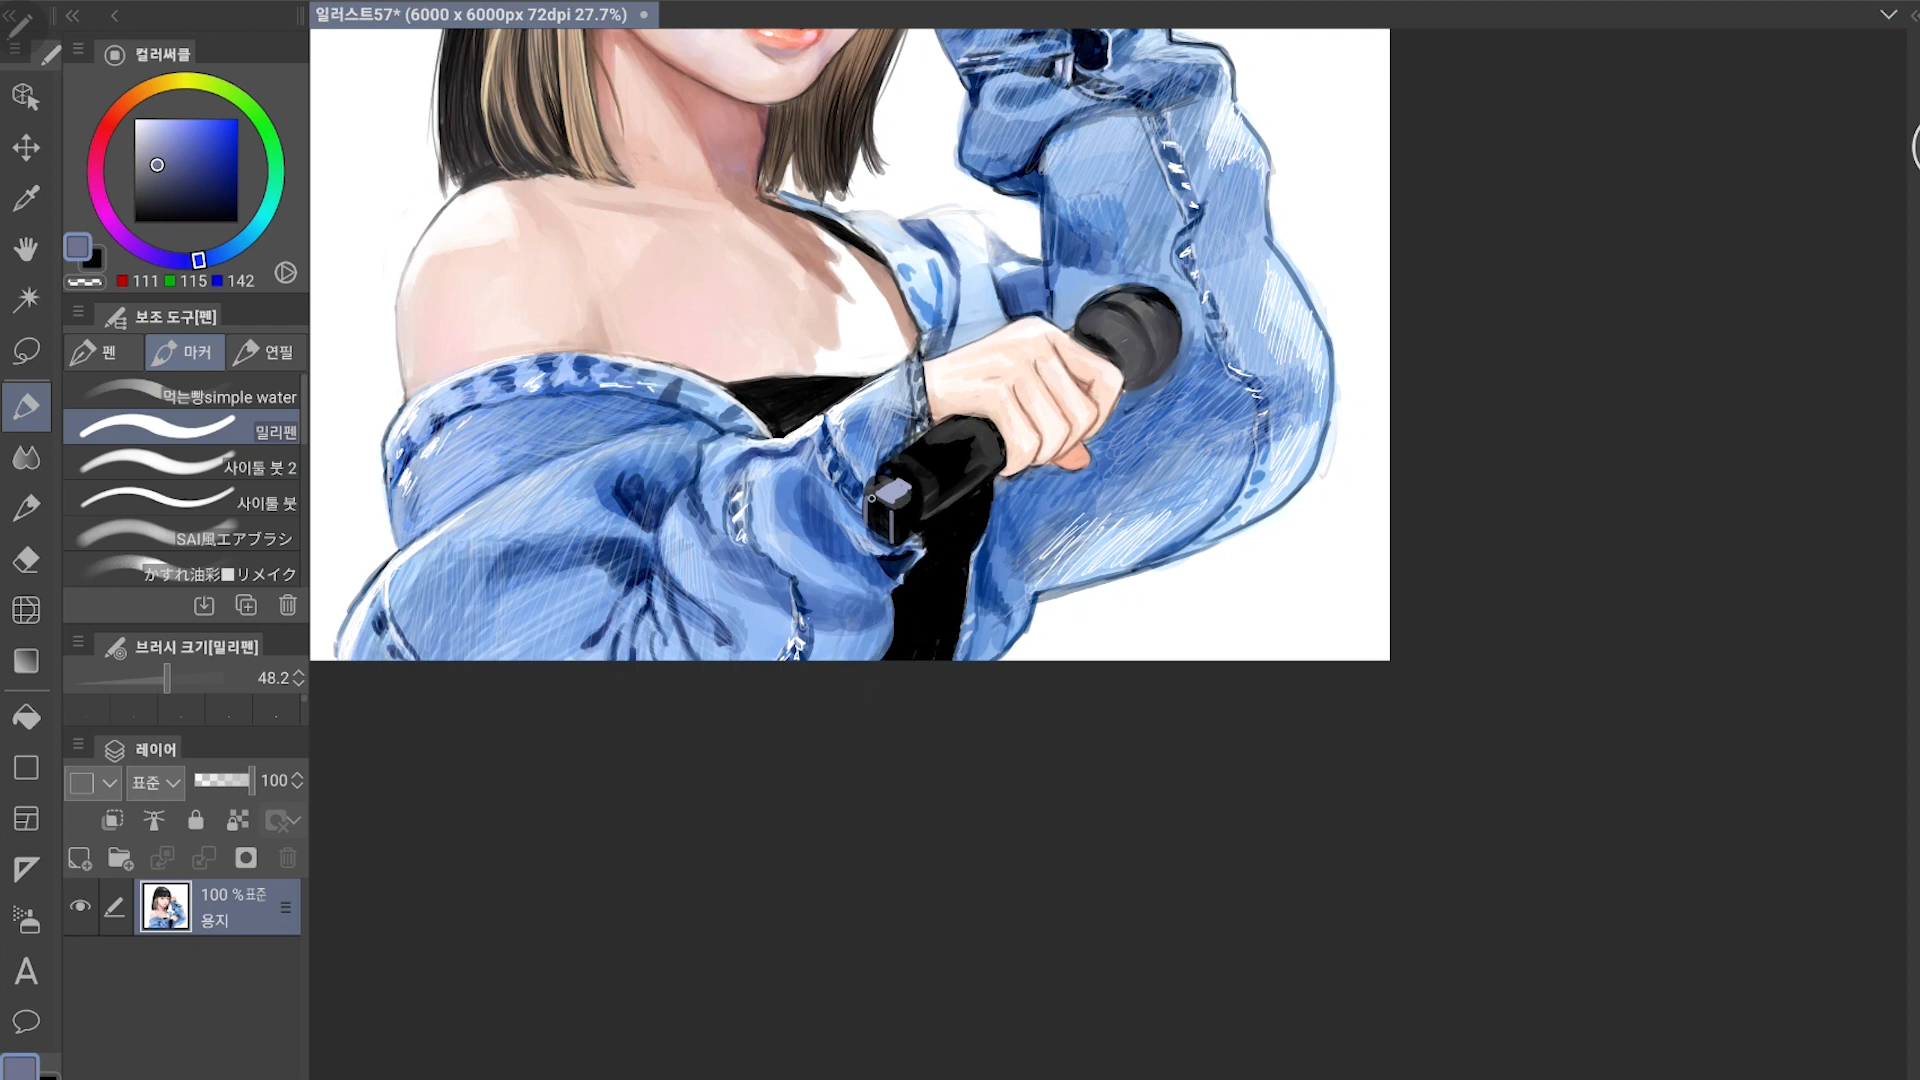 일러스트57* (6000 x 6000px 72dpi 27.7%)
컬러써클
111 115 142
보조 도구[펜]
펜 마커 연필
먹는빵simple water
밀리펜
사이툴 붓 2
사이툴 붓
SAI風エアブラシ
かすれ油彩■リメイク
브러시 크기[밀리펜]
48.2
레이어
표준 100
100 %표준
용지
A